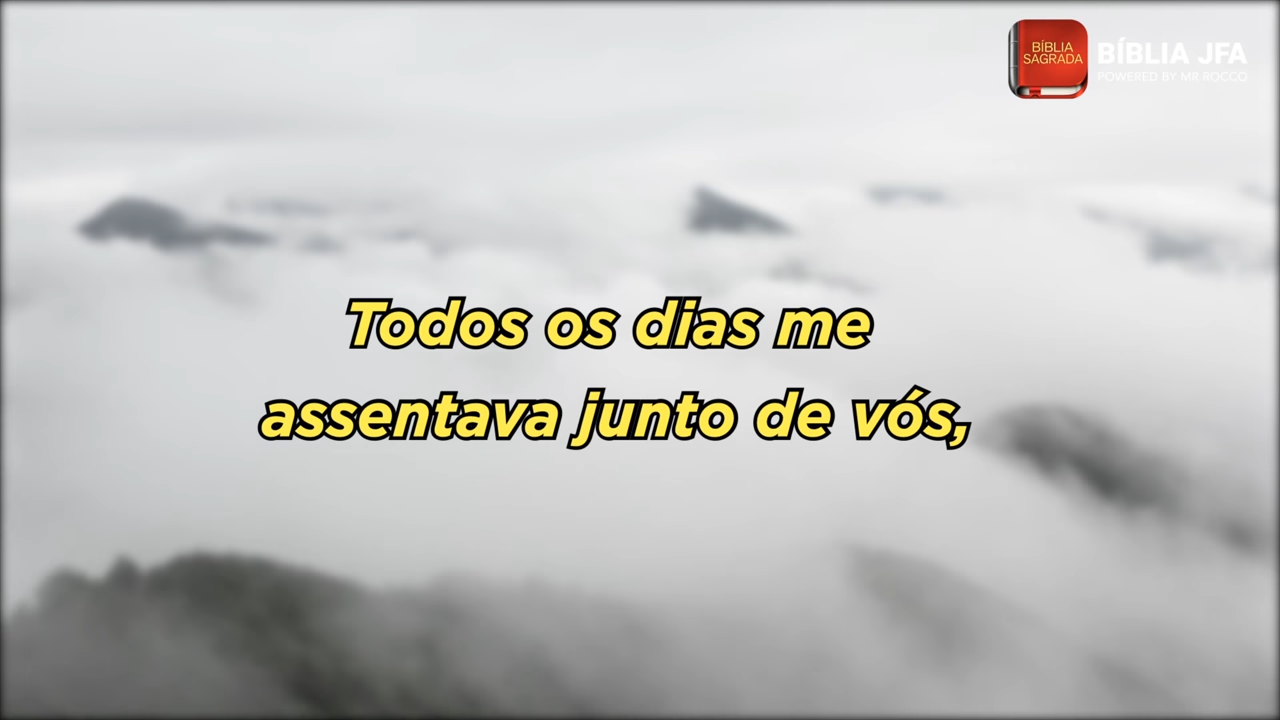 BÍBLIA
SAGRADA
BÍBLIA JFA
POWERED BY MR ROCCO
Todos os dias me
assentava junto de vós,